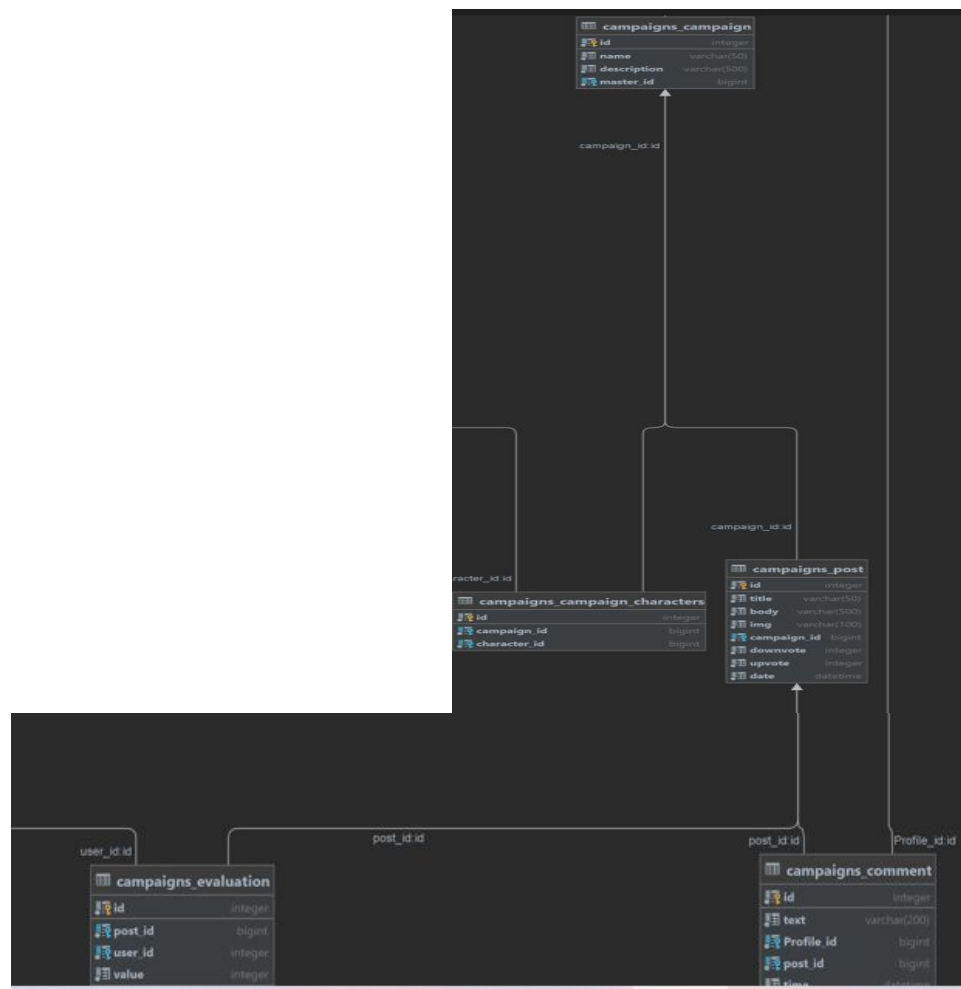 campaigns_campaign
id integer
name varchar(50)
description varchar(500)
master_id bigint
campaign_id:id
campaign_id:id
racter_id:id
campaigns_campaign_characters
id integer
campaign_id bigint
character_id bigint
campaigns_post
id integer
title varchar(50)
body varchar(500)
img varchar(100)
campaign_id bigint
downvote integer
upvote integer
date datetime
user_id:id
post_id:id
post_id:id
Profile_id:id
campaigns_evaluation
id integer
post_id bigint
user_id integer
value integer
campaigns_comment
id integer
text varchar(200)
Profile_id bigint
post_id bigint
time datetime